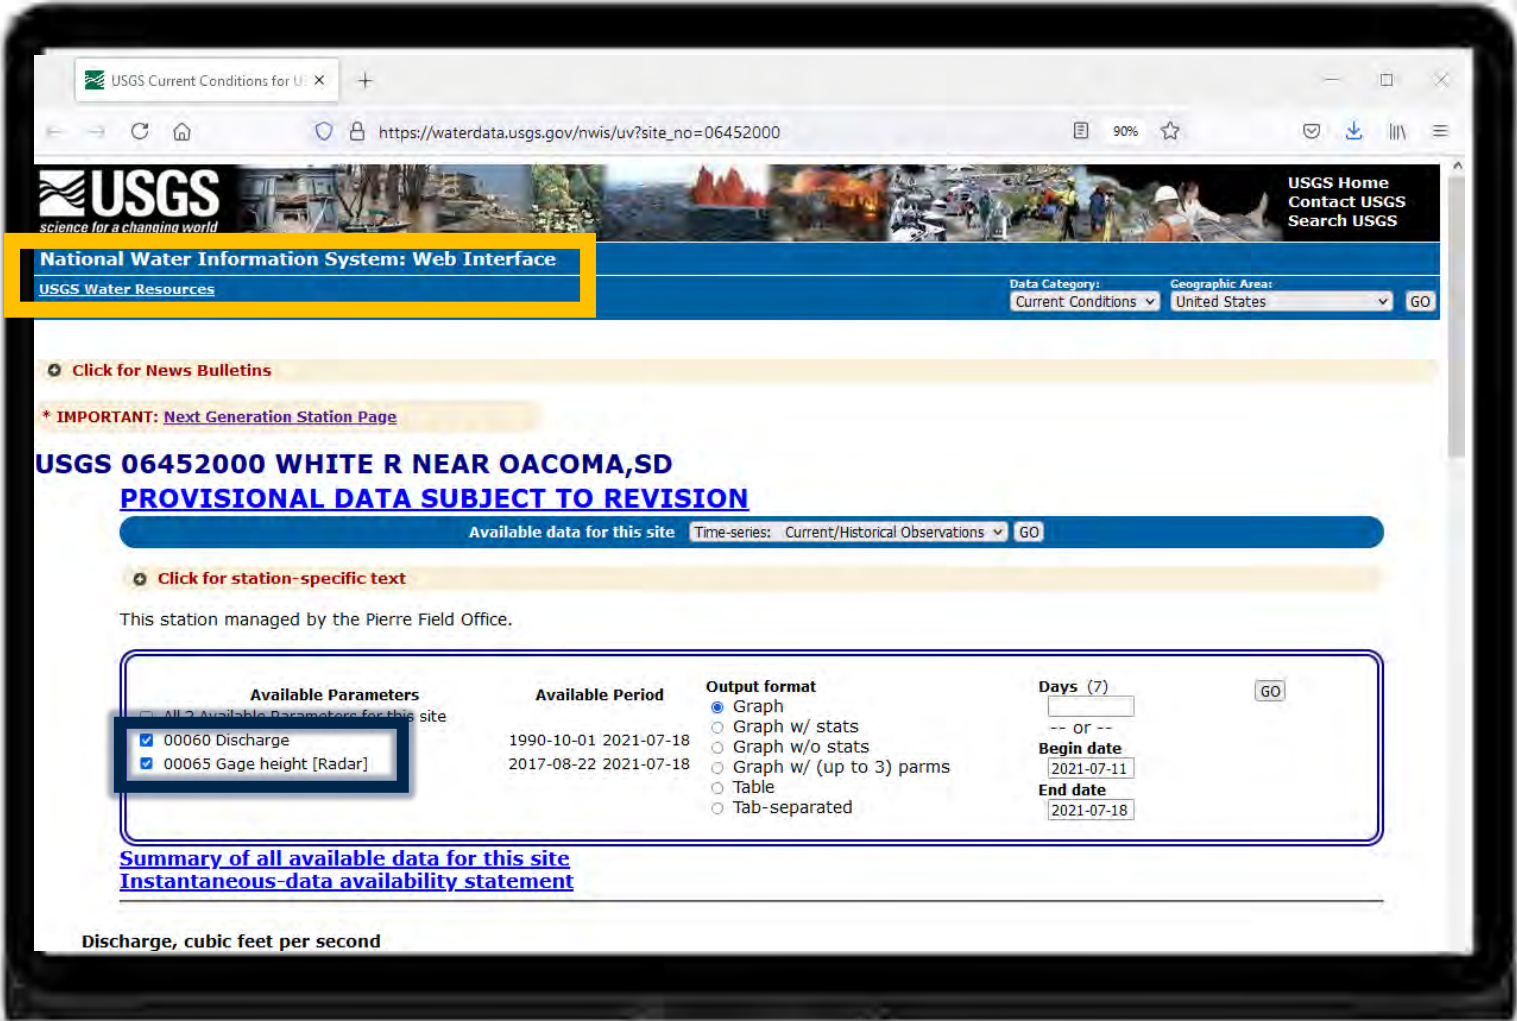 USGS Current Conditions for U
https://waterdata.usgs.gov/nwis/uv?site_no=06452000
90%
USGS
science for a changing world
USGS Home
Contact USGS
Search USGS
National Water Information System: Web Interface
USGS Water Resources
Data Category:
Current Conditions
Geographic Area:
United States
GO
Click for News Bulletins
* IMPORTANT: Next Generation Station Page
USGS 06452000 WHITE R NEAR OACOMA,SD
PROVISIONAL DATA SUBJECT TO REVISION
Available data for this site Time-series: Current/Historical Observations GO
Click for station-specific text
This station managed by the Pierre Field Office.
Available Parameters
All 2 Available Parameters for this site
00060 Discharge
00065 Gage height [Radar]
Available Period
1990-10-01 2021-07-18
2017-08-22 2021-07-18
Output format
Graph
Graph w/ stats
Graph w/o stats
Graph w/ (up to 3) parms
Table
Tab-separated
Days (7)
-- or --
Begin date
2021-07-11
End date
2021-07-18
GO
Summary of all available data for this site
Instantaneous-data availability statement
Discharge, cubic feet per second